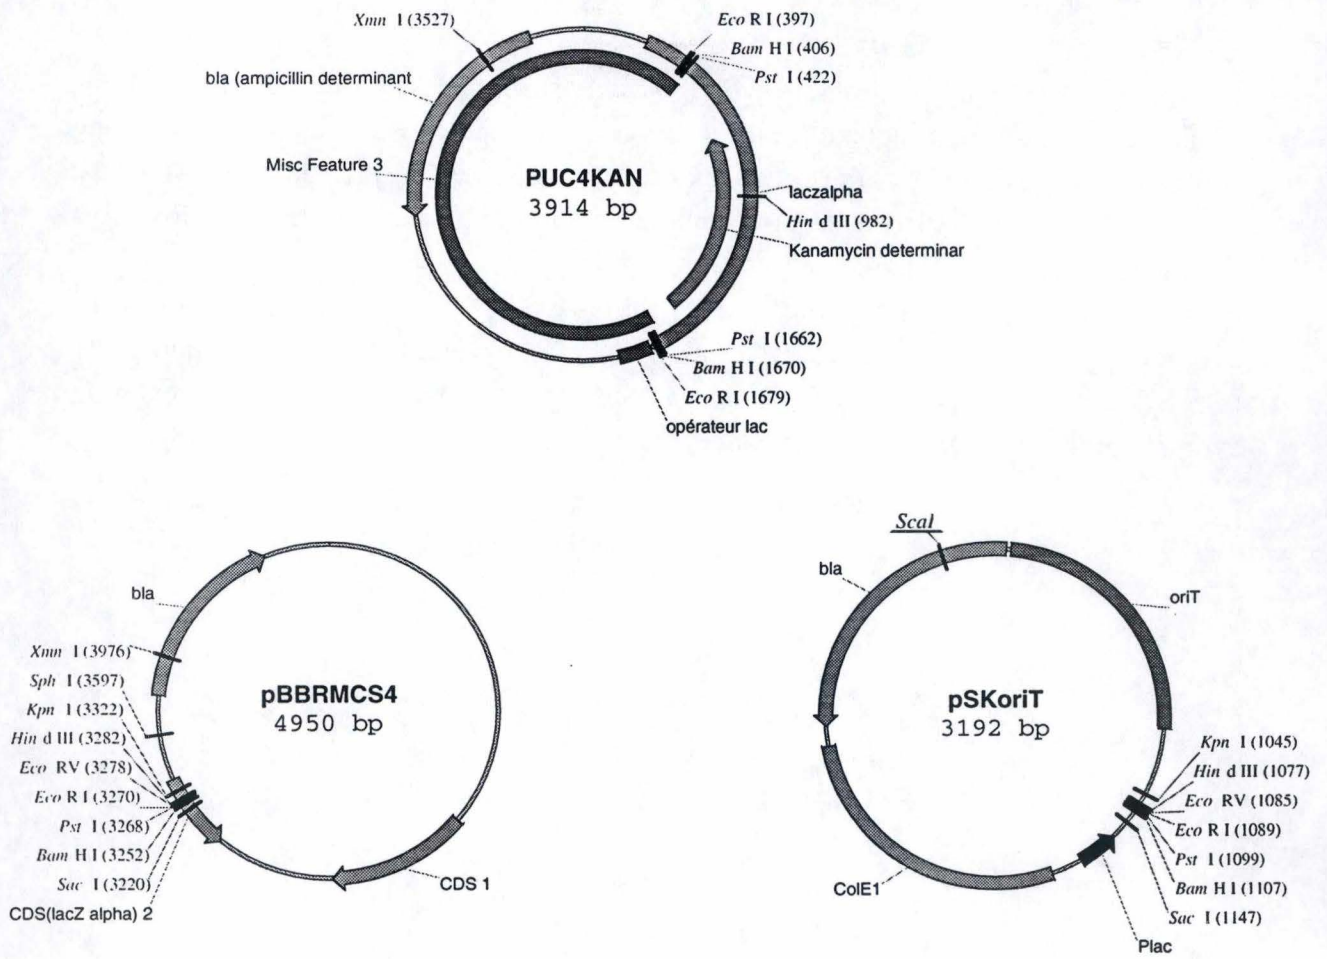 Xmn I (3527)
Eco R I (397)
Bam H I (406)
Pst I (422)
bla (ampicillin determinant
Misc Feature 3
PUC4KAN
3914 bp
laczalpha
Hin d III (982)
Kanamycin determinar
Pst I (1662)
Bam H I (1670)
Eco R I (1679)
opérateur lac
bla
Xmn I (3976)
Sph I (3597)
Kpn I (3322)
Hin d III (3282)
Eco RV (3278)
Eco R I (3270)
Pst I (3268)
Bam H I (3252)
Sac I (3220)
CDS(lacZ alpha) 2
pBBRMCS4
4950 bp
CDS 1
ScaI
bla
oriT
pSKoriT
3192 bp
Kpn I (1045)
Hin d III (1077)
Eco RV (1085)
Eco R I (1089)
Pst I (1099)
Bam H I (1107)
Sac I (1147)
ColE1
Plac